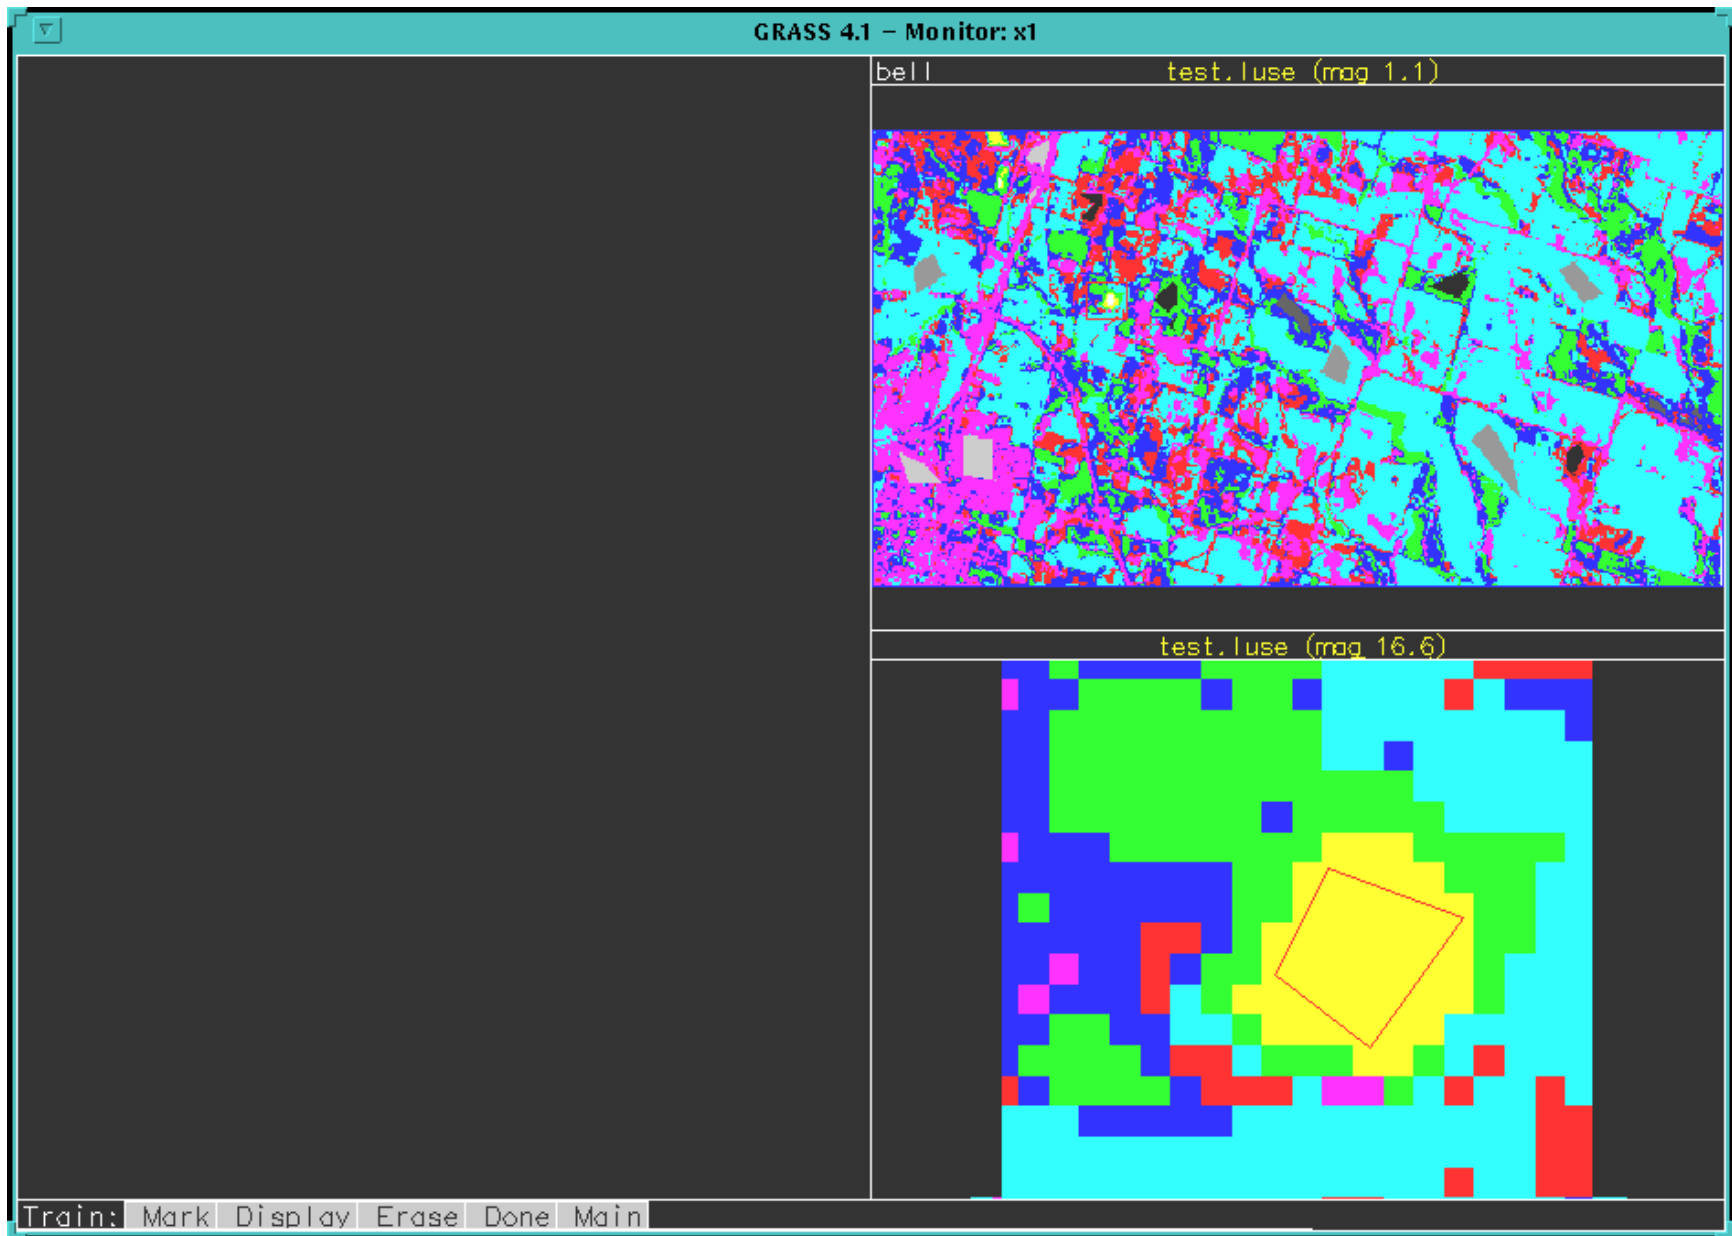 GRASS 4.1 – Monitor: x1
bell test.luse (mag 1.1)
test.luse (mag 16.6)
Train: Mark Display Erase Done Main